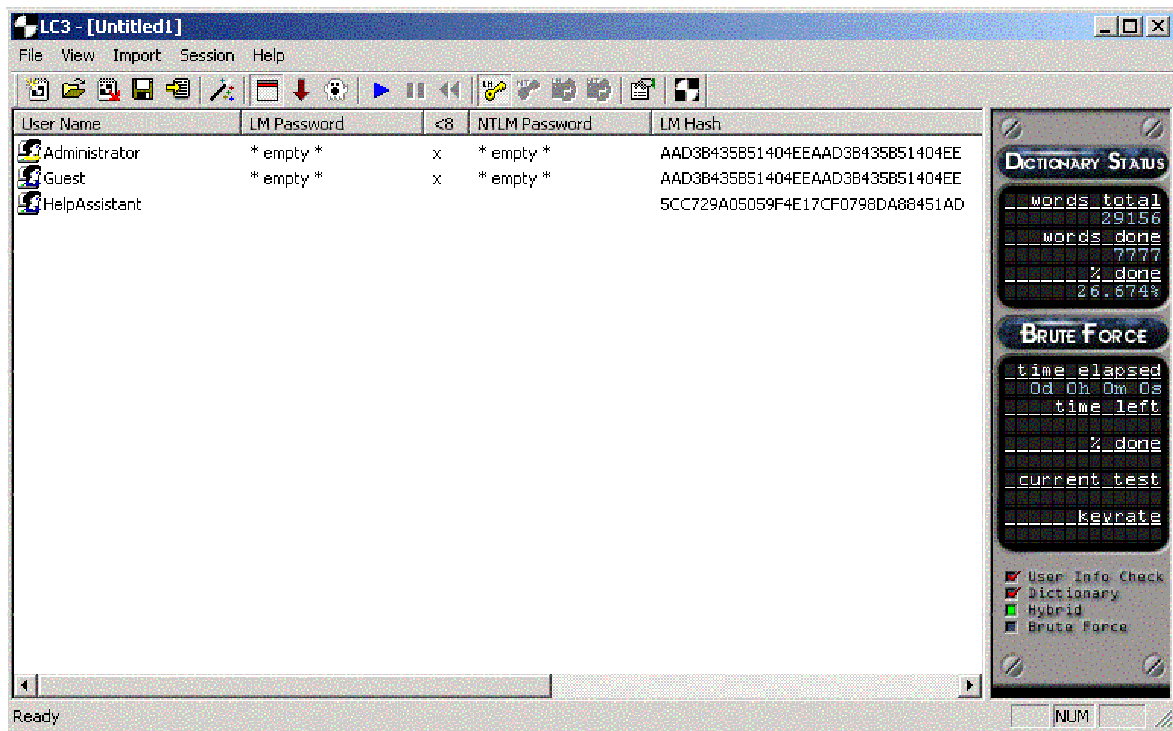 LC3 - [Untitled1]
File View Import Session Help
User Name LM Password <8 NTLM Password LM Hash
Administrator * empty * x * empty * AAD3B435B51404EEAAD3B435B51404EE
Guest * empty * x * empty * AAD3B435B51404EEAAD3B435B51404EE
HelpAssistant 5CC729A05059F4E17CF0798DA88451AD
DICTIONARY STATUS
words total
29156
words done
7777
% done
26.674%
BRUTE FORCE
time elapsed
0d 0h 0m 0s
time left
% done
current test
keyrate
User Info Check
Dictionary
Hybrid
Brute Force
Ready NUM